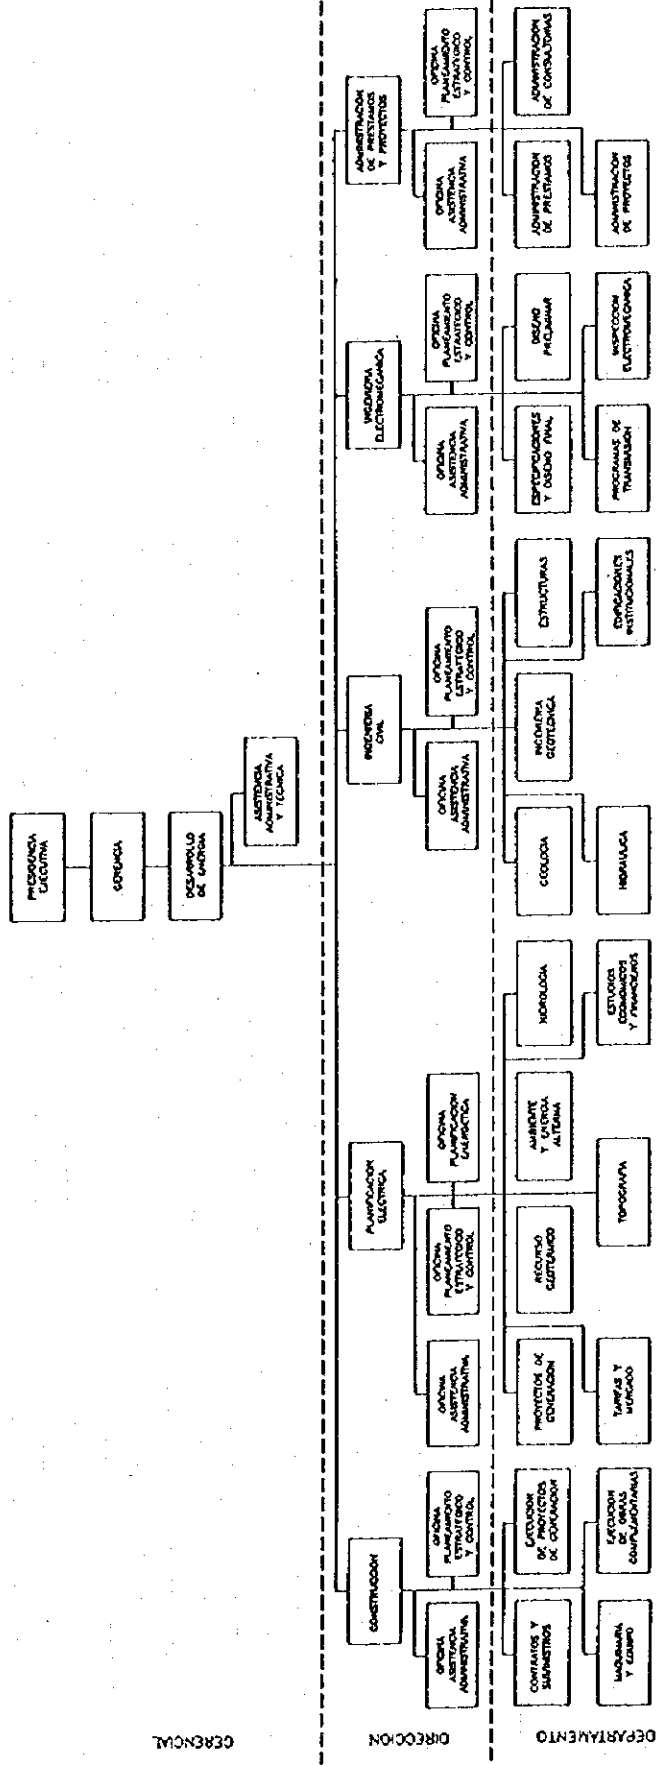 PRESIDENCIA
EJECUTIVA
GERENCIA
DESARROLLO
DE ENERGIA
ASISTENCIA
ADMINISTRATIVA
Y TECNICA
GERENCIAL
CONSTRUCCION
PLANIFICACION
ELECTRICA
INGENIERIA
CIVIL
INGENIERIA
ELECTROMECANICA
ADMINISTRACION
DE PRESTAMOS
Y PROYECTOS
OFICINA
ASISTENCIA
ADMINISTRATIVA
OFICINA
PLANEAMIENTO
ESTRATEGICO
Y CONTROL
OFICINA
ASISTENCIA
ADMINISTRATIVA
OFICINA
PLANEAMIENTO
ESTRATEGICO
Y CONTROL
OFICINA
PLANIFICACION
ENERGETICA
OFICINA
ASISTENCIA
ADMINISTRATIVA
OFICINA
PLANEAMIENTO
ESTRATEGICO
Y CONTROL
OFICINA
ASISTENCIA
ADMINISTRATIVA
OFICINA
PLANEAMIENTO
ESTRATEGICO
Y CONTROL
OFICINA
ASISTENCIA
ADMINISTRATIVA
OFICINA
PLANEAMIENTO
ESTRATEGICO
Y CONTROL
DIRECCION
CONTRATOS Y
SUMINISTROS
EJECUCION
DE PROYECTOS
DE GENERACION
PROYECTOS DE
GENERACION
RECURSO
GEOTERMICO
AMBIENTE
Y ENERGIA
ALTERNA
HIDROLOGIA
GEOLOGIA
INGENIERIA
GEOTECNICA
ESTRUCTURAS
ESPECIFICACIONES
Y DISEÑO FINAL
DISEÑO
PRELIMINAR
ADMINISTRACION
DE PRESTAMOS
ADMINISTRACION
DE CONSULTORIAS
MAQUINARIA
Y EQUIPO
EJECUCION
DE OBRAS
COMPLEMENTARIAS
TARIFAS Y
MERCADO
TOPOGRAFIA
ESTUDIOS
ECONOMICOS
Y FINANCIEROS
HIDRAULICA
EDIFICACIONES
INSTITUCIONALES
PROGRAMAS DE
TRANSMISION
INSPECCION
ELECTROMECANICA
ADMINISTRACION
DE PROYECTOS
DEPARTAMENTO